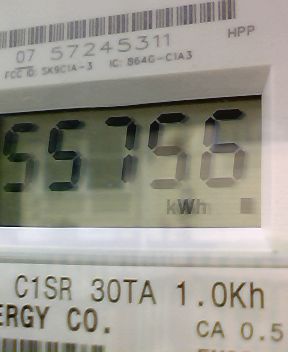 07 57245311
HPP
FCC ID: SK9C1A-3 IC: 864G-C1A3
55756
kWh
C1SR 30TA 1.0Kh
ERGY CO.
CA 0.5